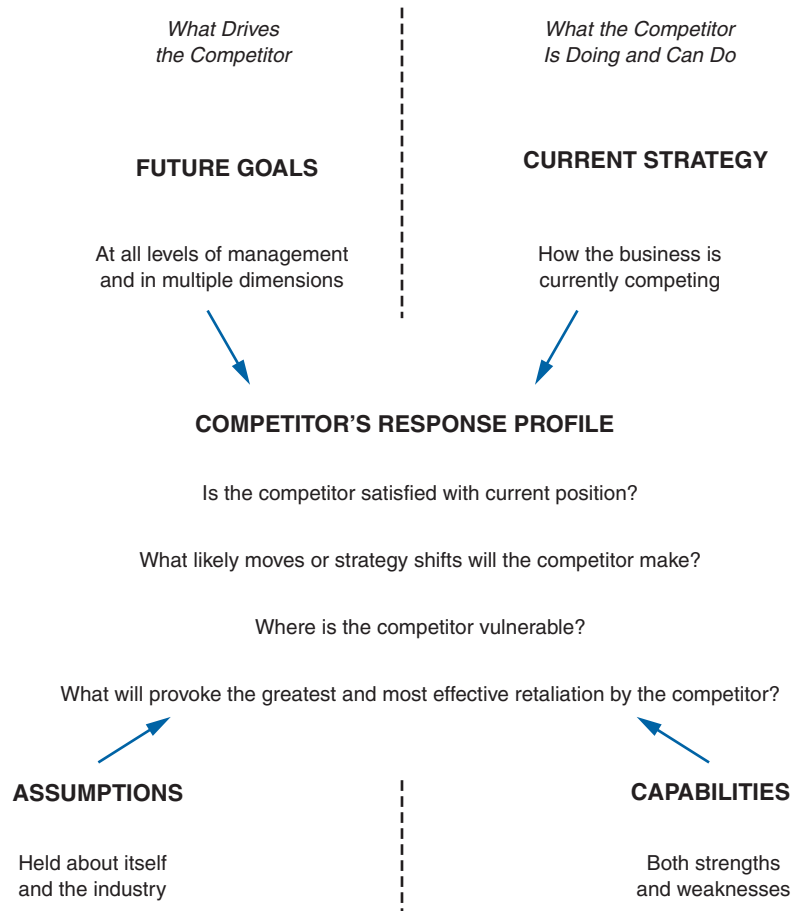 What Drives
the Competitor
What the Competitor
Is Doing and Can Do
FUTURE GOALS
CURRENT STRATEGY
At all levels of management
and in multiple dimensions
How the business is
currently competing
COMPETITOR’S RESPONSE PROFILE
Is the competitor satisfied with current position?
What likely moves or strategy shifts will the competitor make?
Where is the competitor vulnerable?
What will provoke the greatest and most effective retaliation by the competitor?
ASSUMPTIONS
CAPABILITIES
Held about itself
and the industry
Both strengths
and weaknesses